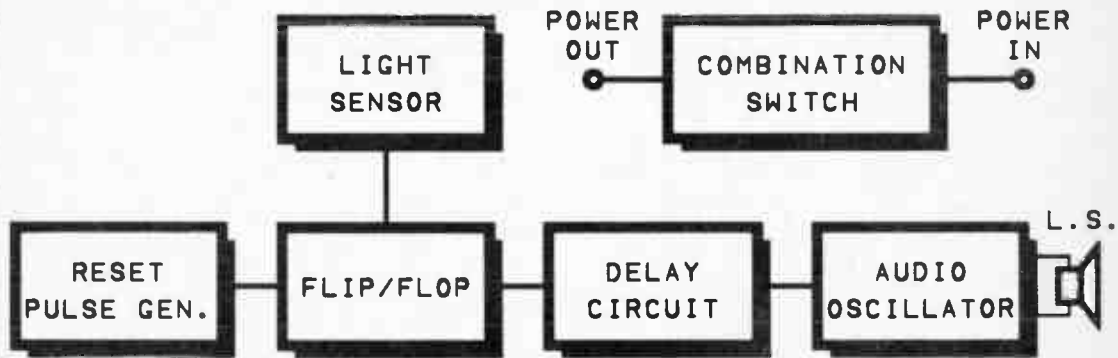 LIGHT
SENSOR
POWER
OUT
COMBINATION
SWITCH
POWER
IN
RESET
PULSE GEN.
FLIP/FLOP
DELAY
CIRCUIT
AUDIO
OSCILLATOR
L.S.